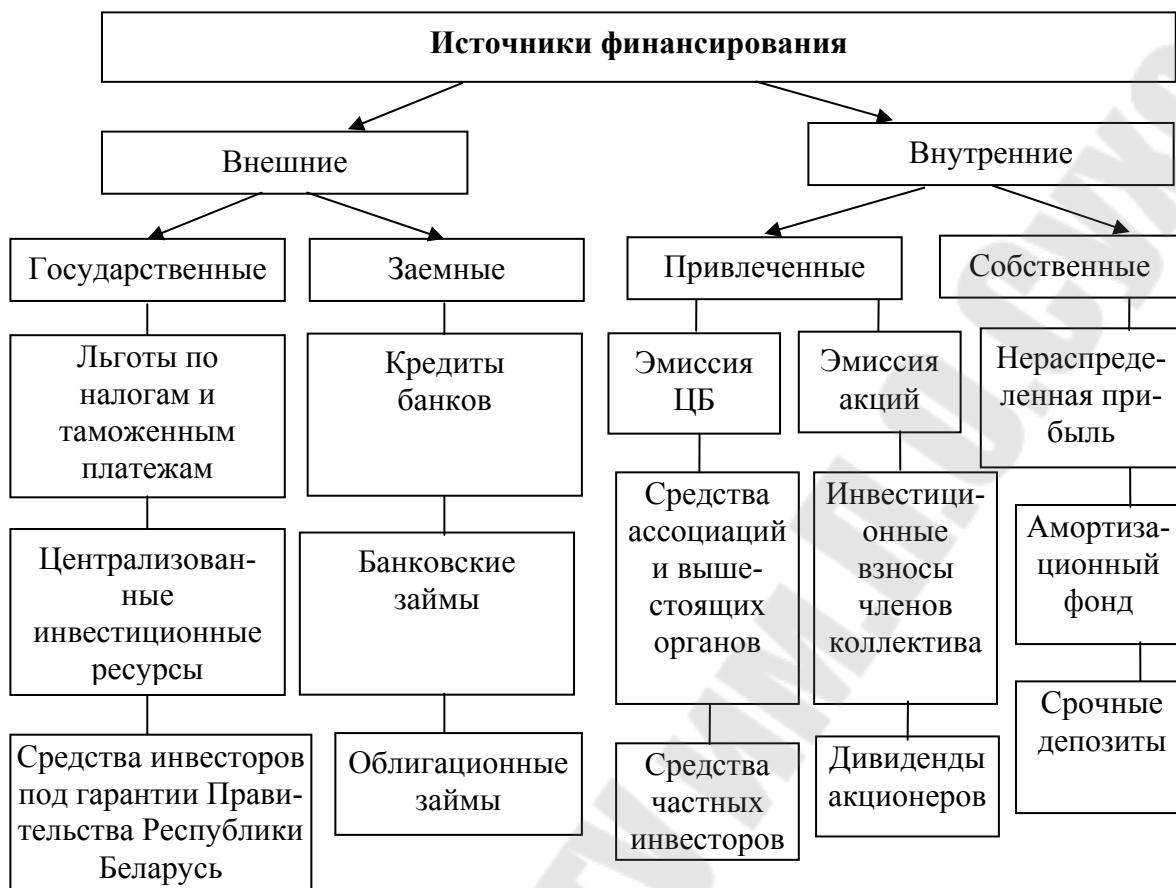 Источники финансирования
Внешние
Внутренние
Государственные
Заемные
Привлеченные
Собственные
Льготы по
налогам и
таможенным
платежам
Кредиты
банков
Эмиссия
ЦБ
Эмиссия
акций
Нераспреде-
ленная при-
быль
Централизован-
ные
инвестиционные
ресурсы
Банковские
займы
Средства
ассоциаций
и выше-
стоящих
органов
Инвестици-
онные
взносы
членов
коллектива
Амортиза-
ционный
фонд
Средства инвесторов
под гарантии Прави-
тельства Республики
Беларусь
Облигационные
займы
Средства
частных
инвесторов
Дивиденды
акционеров
Срочные
депозиты